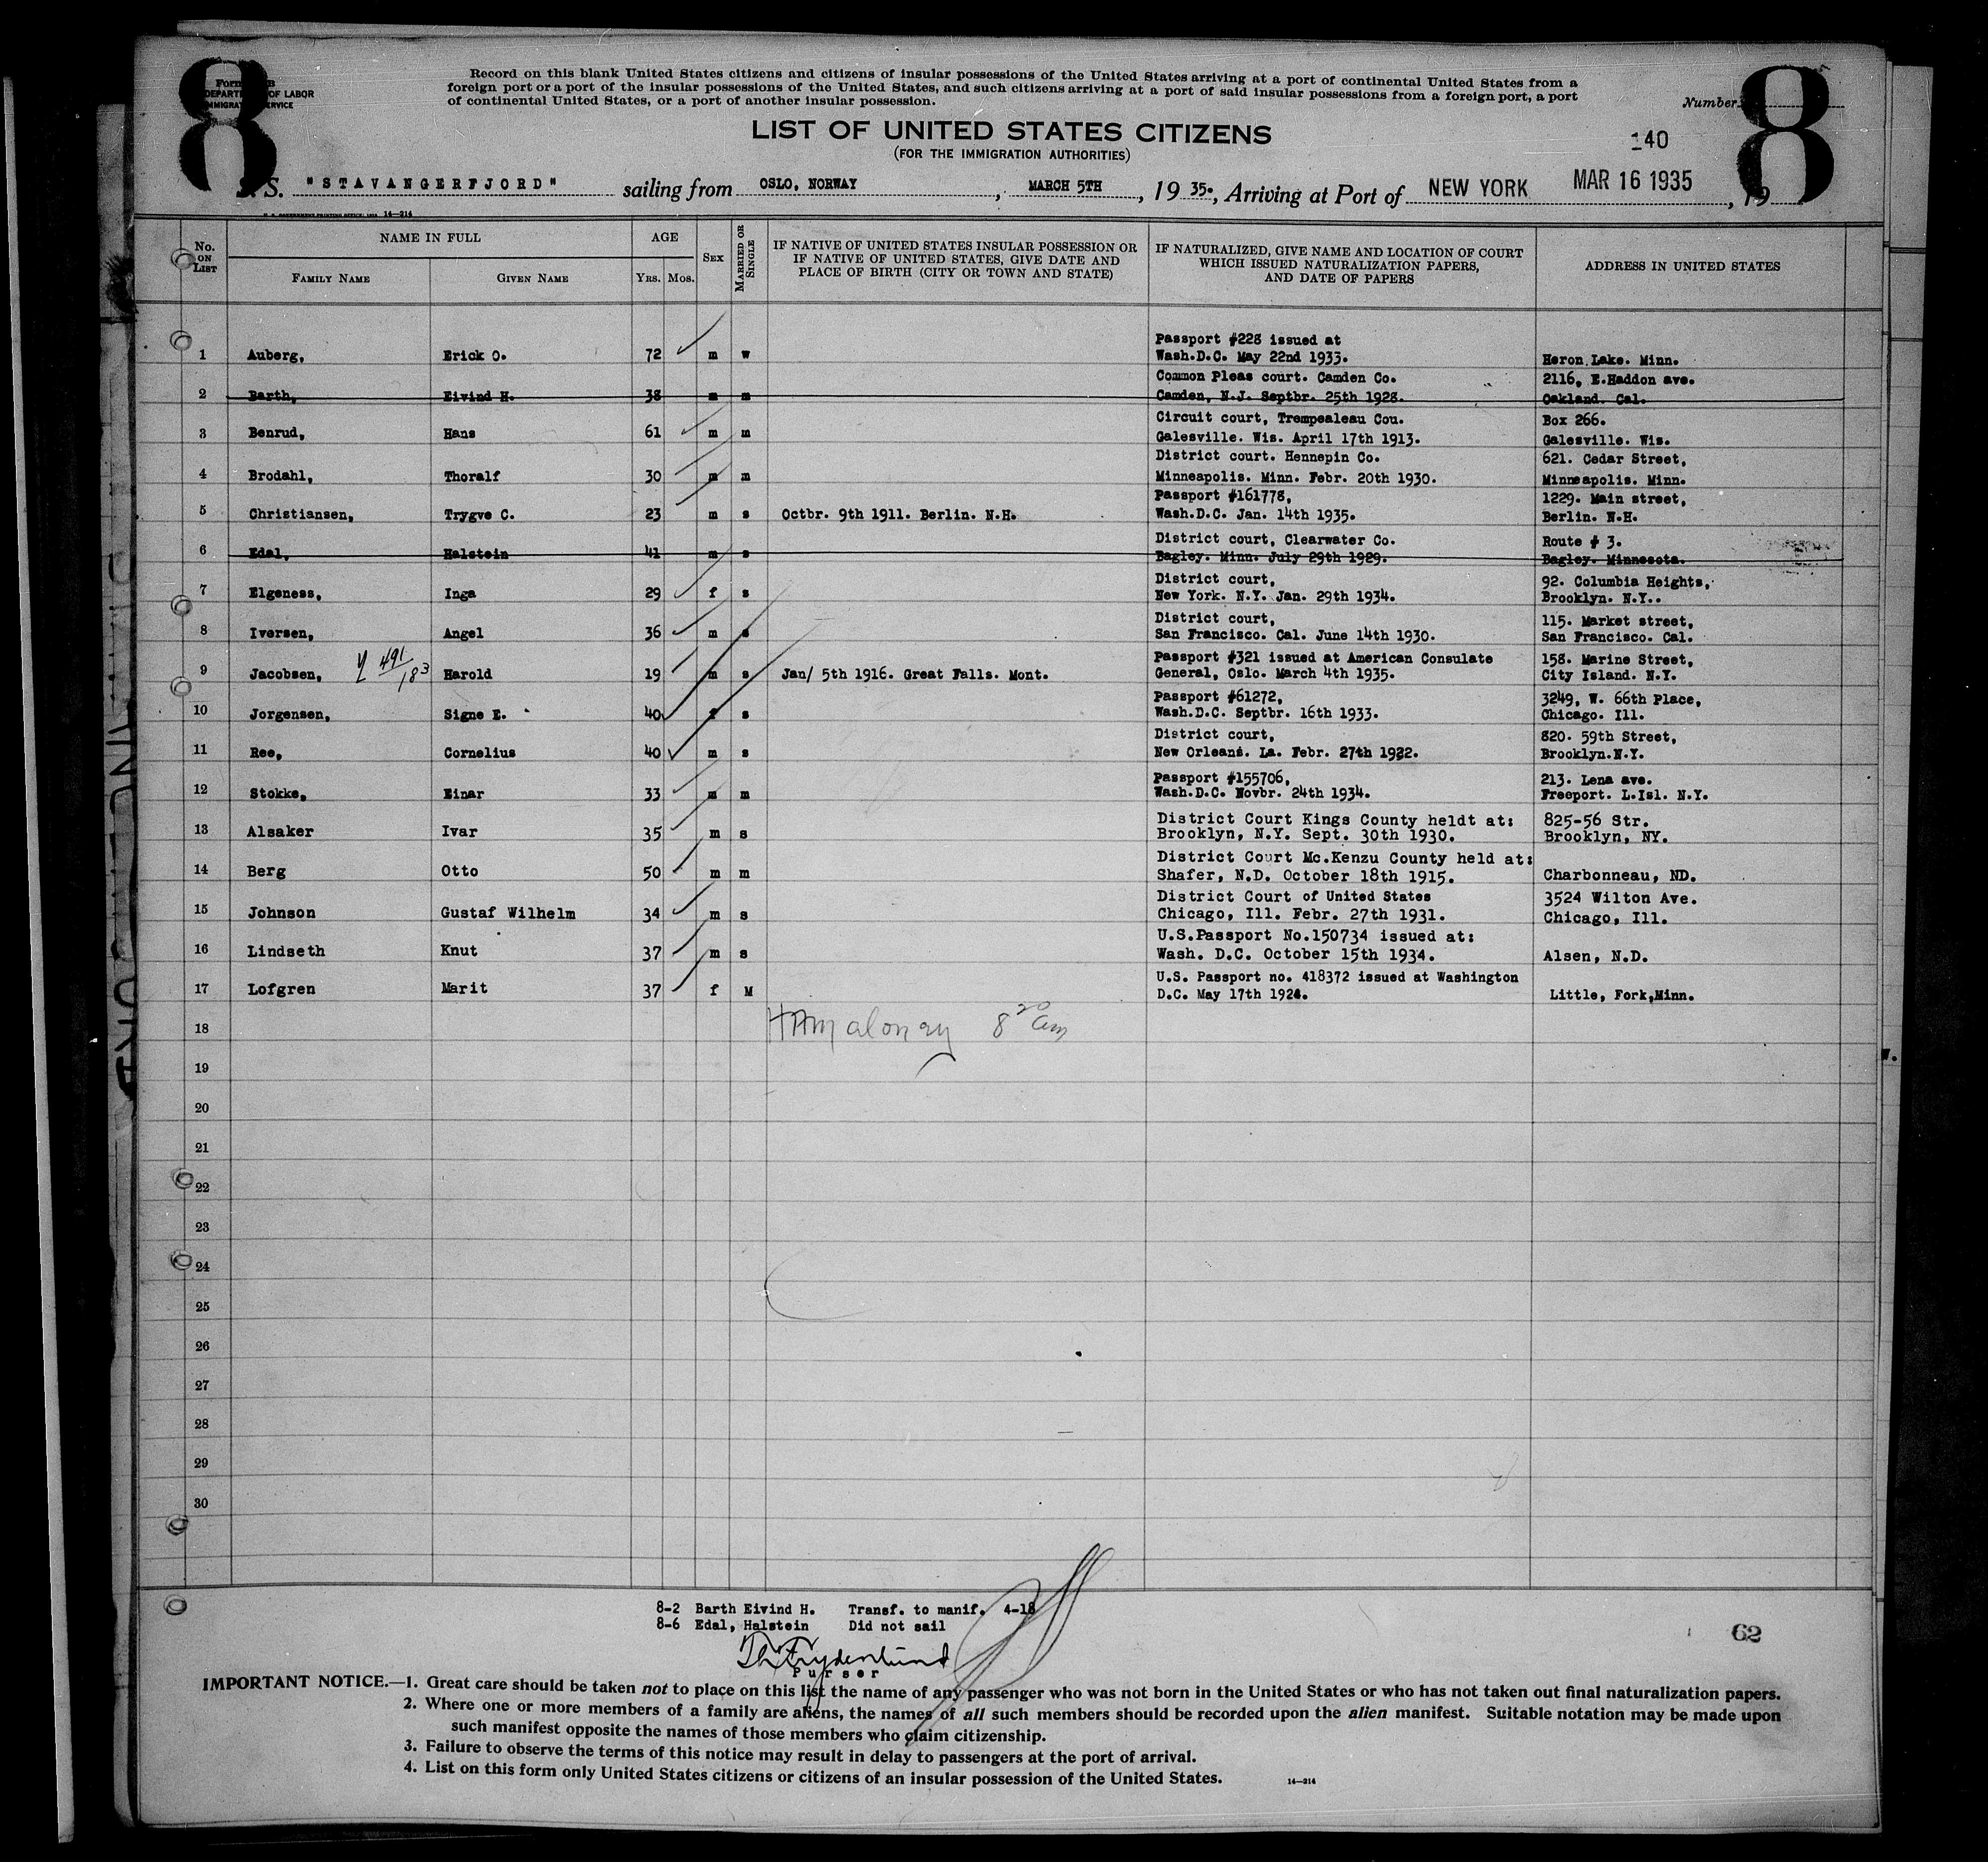 8
8
Form
DEPARTMENT OF LABOR
IMMIGRATION SERVICE
Record on this blank United States citizens and citizens of insular possessions of the United States arriving at a port of continental United States from a
foreign port or a port of the insular possessions of the United States, and such citizens arriving at a port of said insular possessions from a foreign port, a port
of continental United States, or a port of another insular possession.
Number
LIST OF UNITED STATES CITIZENS
(FOR THE IMMIGRATION AUTHORITIES)
140
S. S. "STAVANGERFJORD" sailing from OSLO, NORWAY, MARCH 5TH, 19 35., Arriving at Port of NEW YORK MAR 16 1935, 19
14-214
No. ON LIST
NAME IN FULL
FAMILY NAME
GIVEN NAME
AGE
YRS. MOS.
SEX
MARRIED OR SINGLE
IF NATIVE OF UNITED STATES INSULAR POSSESSION OR
IF NATIVE OF UNITED STATES, GIVE DATE AND
PLACE OF BIRTH (CITY OR TOWN AND STATE)
IF NATURALIZED, GIVE NAME AND LOCATION OF COURT
WHICH ISSUED NATURALIZATION PAPERS,
AND DATE OF PAPERS
ADDRESS IN UNITED STATES
Passport #228 issued at
1 Auberg, Erick O. 72 m w Wash.D.C. May 22nd 1933. Heron Lake. Minn.
Common Pleas court. Camden Co. 2116, E.Haddon ave.
2 Barth, Eivind H. 38 m m Camden, N.J. Septbr. 25th 1928. Oakland. Cal.
Circuit court, Trempealeau Cou. Box 266.
3 Benrud, Hans 61 m m Galesville. Wis. April 17th 1913. Galesville. Wis.
District court. Hennepin Co. 621. Cedar Street,
4 Brodahl, Thoralf 30 m m Minneapolis. Minn. Febr. 20th 1930. Minneapolis. Minn.
Passport #161778, 1229. Main street,
5 Christiansen, Trygve C. 23 m s Octbr. 9th 1911. Berlin. N.H. Wash.D.C. Jan. 14th 1935. Berlin. N.H.
District court, Clearwater Co. Route # 3.
6 Edal, Halstein 41 m s Bagley. Minn. July 29th 1929. Bagley. Minnesota.
District court, 92. Columbia Heights,
7 Elgeness, Inga 29 f s New York. N.Y. Jan. 29th 1934. Brooklyn. N.Y..
District court, 115. Market street,
8 Iversen, Angel 36 m s San Francisco. Cal. June 14th 1930. San Francisco. Cal.
Passport #321 issued at American Consulate 158. Marine Street,
9 Jacobsen, 491/183 Harold 19 m s Jan/ 5th 1916. Great Falls. Mont. General, Oslo. March 4th 1935. City Island. N.Y.
Passport #61272, 3249, W. 66th Place,
10 Jorgensen, Signe E. 40 f s Wash.D.C. Septbr. 16th 1933. Chicago. Ill.
District court, 820. 59th Street,
11 Ree, Cornelius 40 m s New Orleans. La. Febr. 27th 1932. Brooklyn.N.Y.
Passport #155706, 213. Lena ave.
12 Stokke, Einar 33 m m Wash.D.C. Novbr. 24th 1934. Freeport. L.Isl. N.Y.
District Court Kings County heldt at: 825-56 Str.
13 Alsaker Ivar 35 m s Brooklyn, N.Y. Sept. 30th 1930. Brooklyn, NY.
District Court Mc.Kenzu County held at:
14 Berg Otto 50 m m Shafer, N.D. October 18th 1915. Charbonneau, ND.
District Court of United States 3524 Wilton Ave.
15 Johnson Gustaf Wilhelm 34 m s Chicago, Ill. Febr. 27th 1931. Chicago, Ill.
U.S.Passport No.150734 issued at:
16 Lindseth Knut 37 m s Wash. D.C. October 15th 1934. Alsen, N.D.
U.S. Passport no. 418372 issued at Washington
17 Lofgren Marit 37 f M D.C. May 17th 1924. Little, Fork,Minn.
18 Maloney 8 20 am
19
20
21
22
23
24
25
26
27
28
29
30
8-2 Barth Eivind H. Transf. to manif. 4-18
8-6 Edal, Halstein Did not sail
62
Purser
IMPORTANT NOTICE.—1. Great care should be taken not to place on this list the name of any passenger who was not born in the United States or who has not taken out final naturalization papers.
2. Where one or more members of a family are aliens, the names of all such members should be recorded upon the alien manifest. Suitable notation may be made upon
such manifest opposite the names of those members who claim citizenship.
3. Failure to observe the terms of this notice may result in delay to passengers at the port of arrival.
4. List on this form only United States citizens or citizens of an insular possession of the United States.
14-214